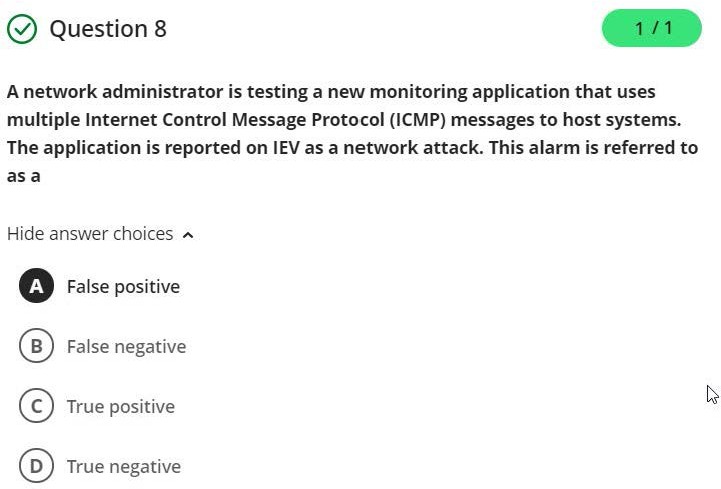 Question 8
1 / 1
A network administrator is testing a new monitoring application that uses
multiple Internet Control Message Protocol (ICMP) messages to host systems.
The application is reported on IEV as a network attack. This alarm is referred to
as a
Hide answer choices
A False positive
B False negative
C True positive
D True negative